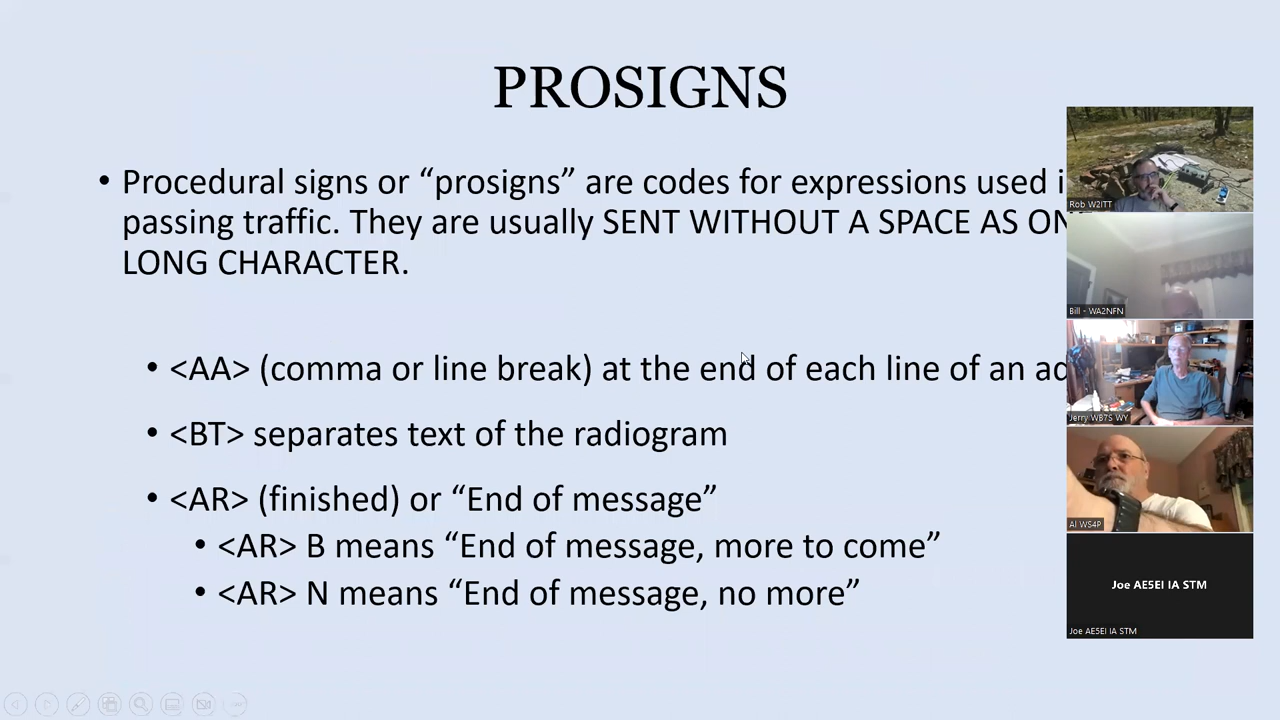 PROSIGNS
• Procedural signs or “prosigns” are codes for expressions used i
passing traffic. They are usually SENT WITHOUT A SPACE AS ON
LONG CHARACTER.
• <AA> (comma or line break) at the end of each line of an ad
• <BT> separates text of the radiogram
• <AR> (finished) or “End of message”
• <AR> B means “End of message, more to come”
• <AR> N means “End of message, no more”
Rob W2ITT
Bill - WA2NFN
Jerry WB7S WY
Al WS4P
Joe AE5EI IA STM
Joe AE5EI IA STM